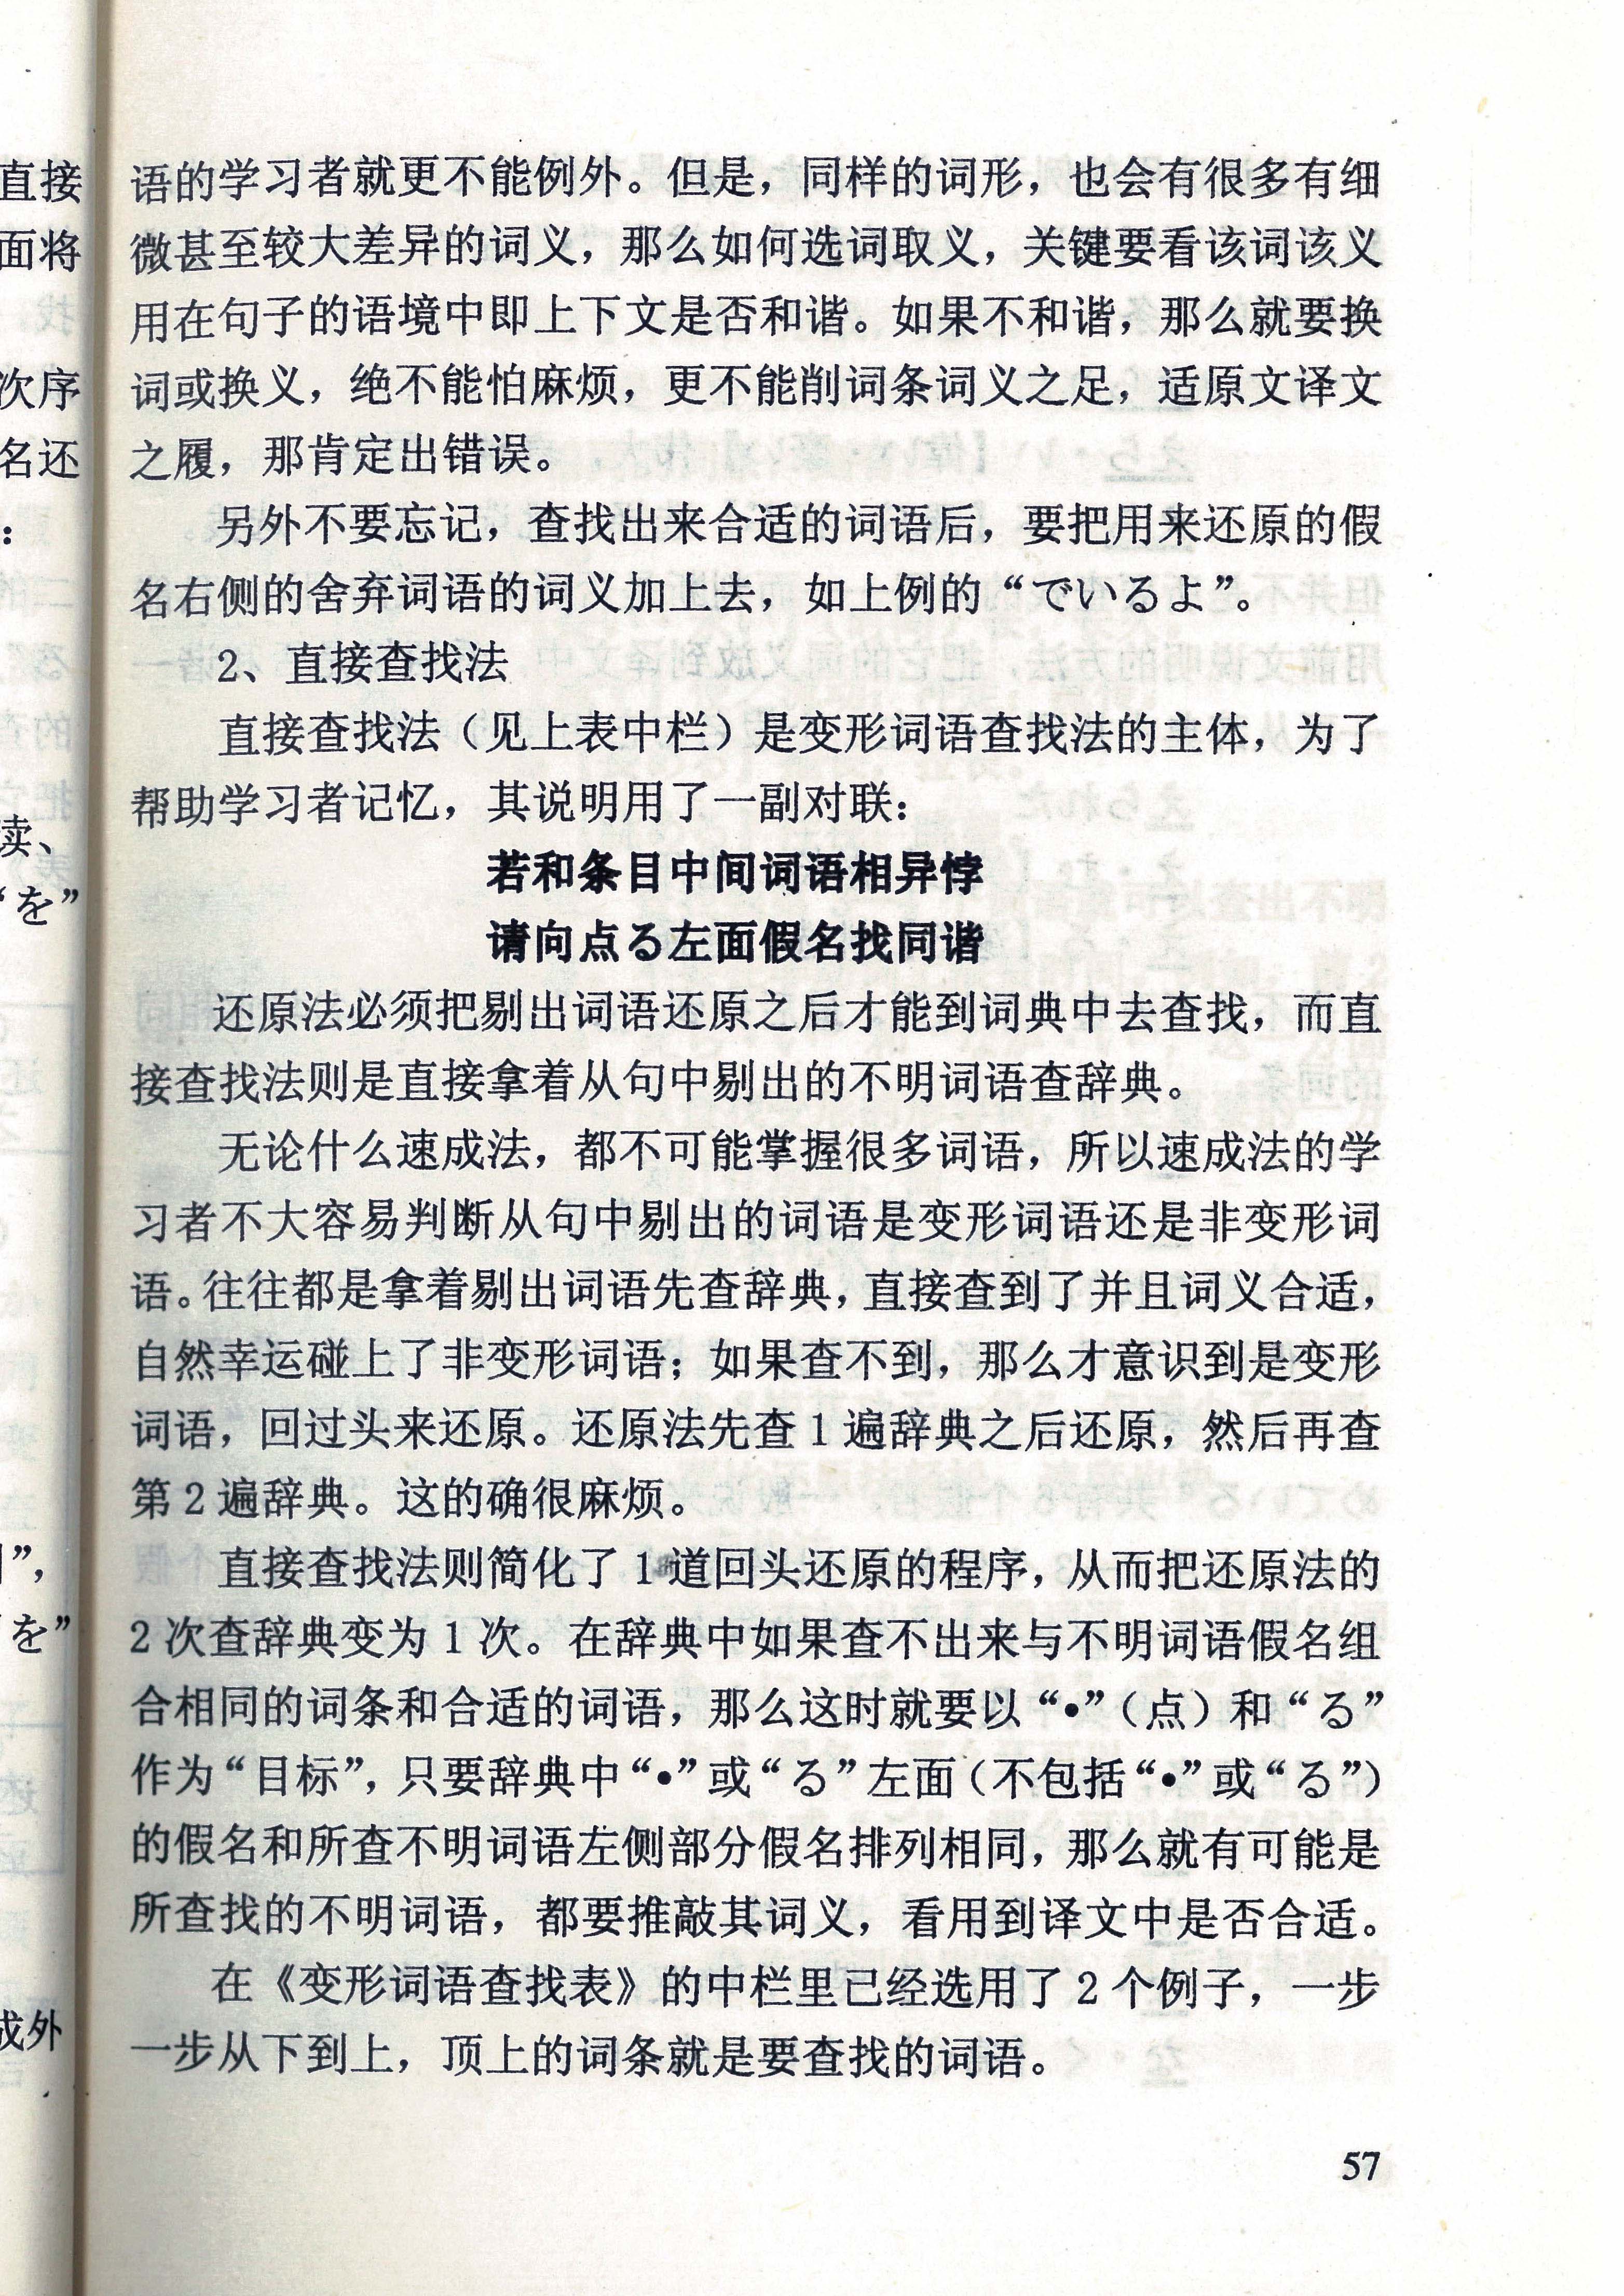 语的学习者就更不能例外。但是，同样的词形，也会有很多有细
微甚至较大差异的词义，那么如何选词取义，关键要看该词该义
用在句子的语境中即上下文是否和谐。如果不和谐，那么就要换
词或换义，绝不能怕麻烦，更不能削词条词义之足，适原文译文
之履，那肯定出错误。
另外不要忘记，查找出来合适的词语后，要把用来还原的假
名右侧的舍弃词语的词义加上去，如上例的“でいるよ”。
2、直接查找法
直接查找法（见上表中栏）是变形词语查找法的主体，为了
帮助学习者记忆，其说明用了一副对联：
若和条目中间词语相异悖
请向点る左面假名找同谐
还原法必须把剔出词语还原之后才能到词典中去查找，而直
接查找法则是直接拿着从句中剔出的不明词语查辞典。
无论什么速成法，都不可能掌握很多词语，所以速成法的学
习者不大容易判断从句中剔出的词语是变形词语还是非变形词
语。往往都是拿着剔出词语先查辞典，直接查到了并且词义合适，
自然幸运碰上了非变形词语；如果查不到，那么才意识到是变形
词语，回过头来还原。还原法先查1遍辞典之后还原，然后再查
第2遍辞典。这的确很麻烦。
直接查找法则简化了1道回头还原的程序，从而把还原法的
2次查辞典变为1次。在辞典中如果查不出来与不明词语假名组
合相同的词条和合适的词语，那么这时就要以“•”（点）和“る”
作为“目标”，只要辞典中“•”或“る”左面（不包括“•”或“る”）
的假名和所查不明词语左侧部分假名排列相同，那么就有可能是
所查找的不明词语，都要推敲其词义，看用到译文中是否合适。
在《变形词语查找表》的中栏里已经选用了2个例子，一步
一步从下到上，顶上的词条就是要查找的词语。
57
直接
面将
次序
名还
：
读、
“を”
”，
を”
成外